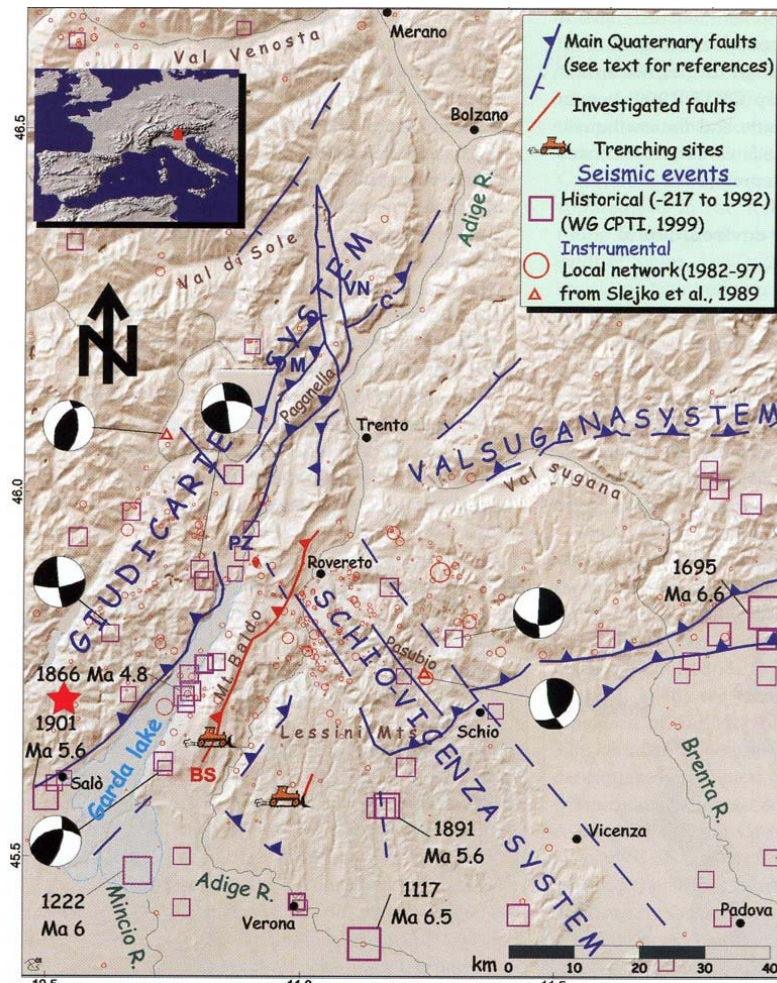 Merano
Val Venosta
Bolzano
46.5
Adige R.
Val di Sole
Main Quaternary faults
(see text for references)
Investigated faults
Trenching sites
Seismic events
Historical (-217 to 1992)
(WG CPTI, 1999)
Instrumental
Local network (1982-97)
from Slejko et al., 1989
N
GIUDICARIE SYSTEM
VN
C
DM
Paganella
Trento
VALSUGANA SYSTEM
Val sugana
46.0
PZ
Rovereto
1695
Ma 6.6
SCHIO-VICENZA SYSTEM
Pasubio
Mt. Baldo
1866 Ma 4.8
1901
Ma 5.6
Lessini Mts
Schio
Salò
Garda lake
BS
Brenta R.
1891
Ma 5.6
Vicenza
45.5
1222
Ma 6
Mincio R.
Adige R.
Verona
1117
Ma 6.5
Padova
km
0 10 20 30 40